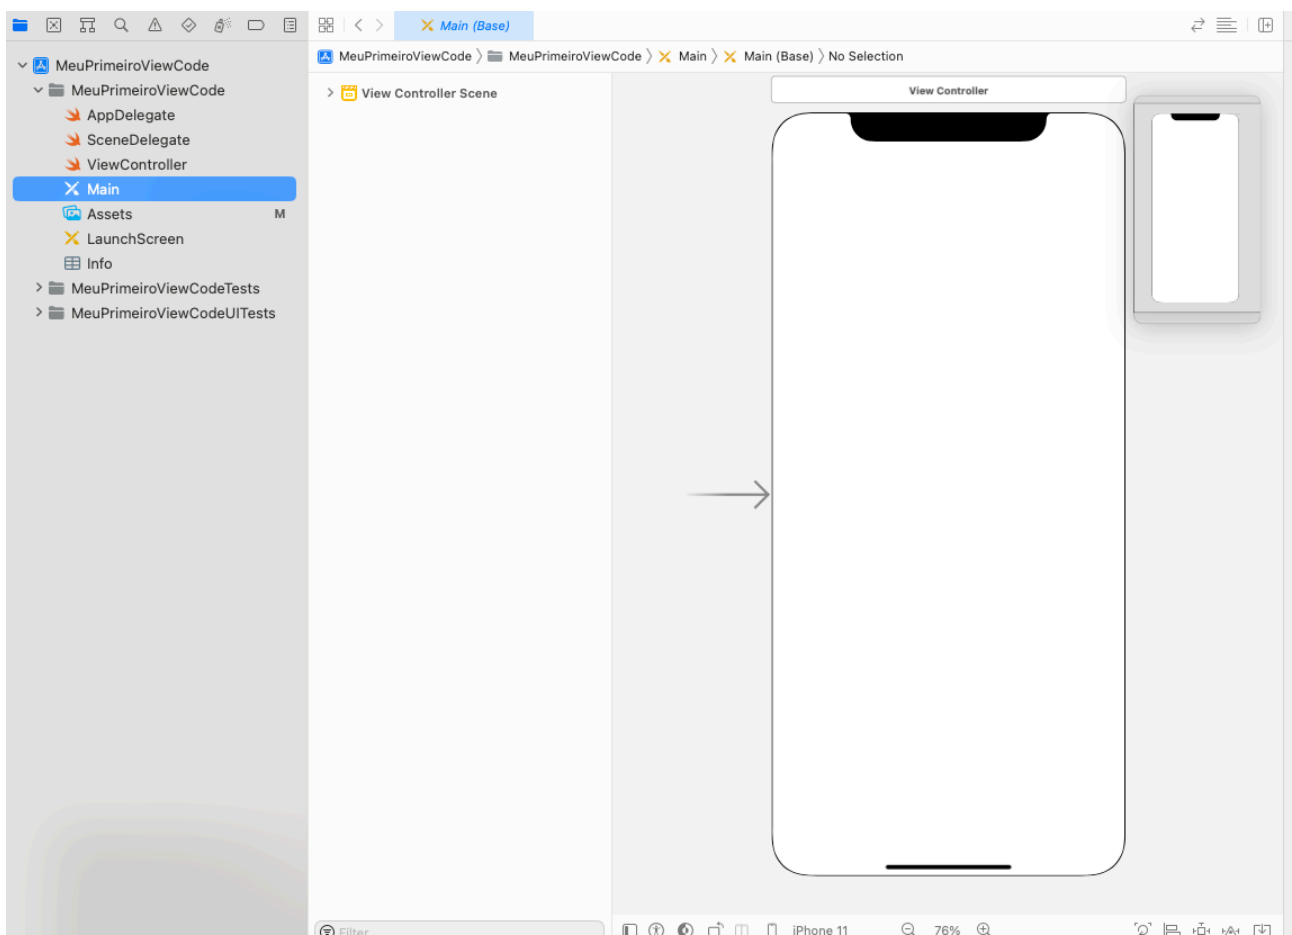 Main (Base)
MeuPrimeiroViewCode
MeuPrimeiroViewCode
AppDelegate
SceneDelegate
ViewController
Main
Assets M
LaunchScreen
Info
MeuPrimeiroViewCodeTests
MeuPrimeiroViewCodeUITests
MeuPrimeiroViewCode 〉 MeuPrimeiroViewCode 〉 Main 〉 Main (Base) 〉 No Selection
View Controller Scene
View Controller
Filter
iPhone 11
76%